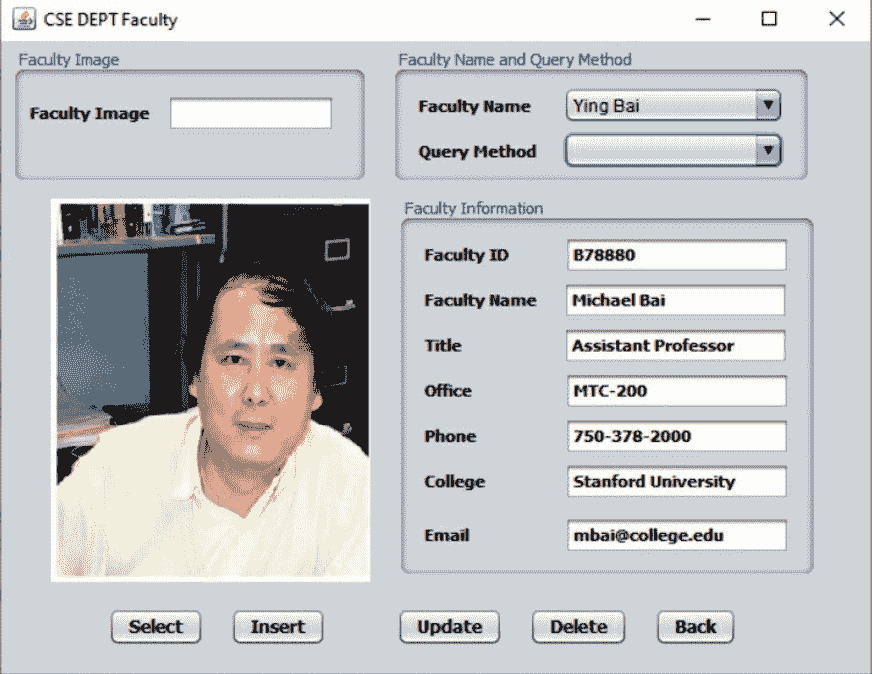 CSE DEPT Faculty
Faculty Image
Faculty Image
Faculty Name and Query Method
Faculty Name Ying Bai
Query Method
Faculty Information
Faculty ID B78880
Faculty Name Michael Bai
Title Assistant Professor
Office MTC-200
Phone 750-378-2000
College Stanford University
Email mbai@college.edu
Select Insert Update Delete Back